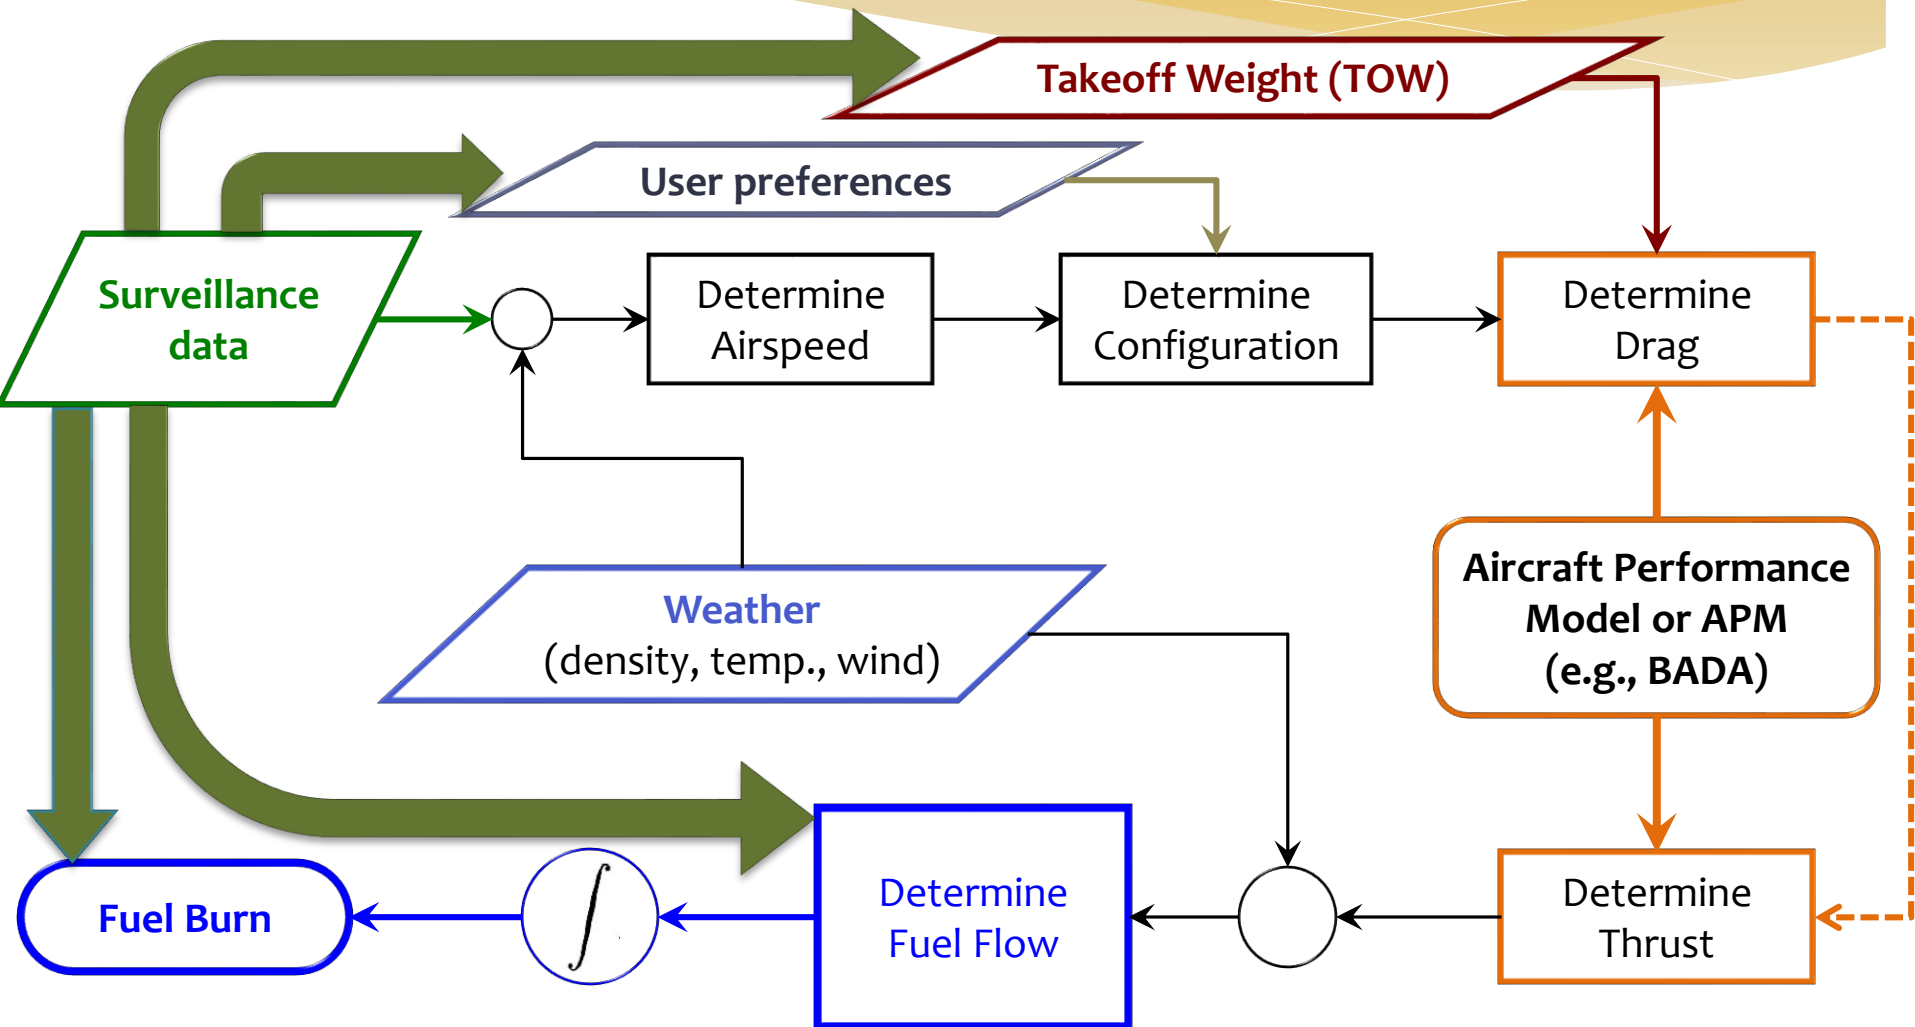 Takeoff Weight (TOW)
User preferences
Surveillance
data
Determine
Airspeed
Determine
Configuration
Determine
Drag
Weather
(density, temp., wind)
Aircraft Performance
Model or APM
(e.g., BADA)
Fuel Burn
∫
Determine
Fuel Flow
Determine
Thrust